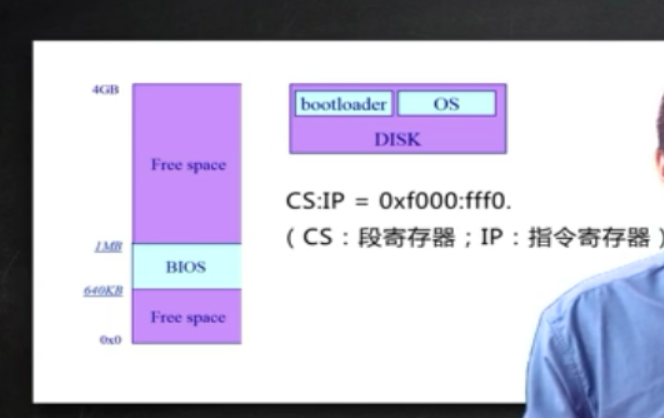 4GB
Free space
1MB
BIOS
640KB
Free space
0x0
bootloader
OS
DISK
CS:IP = 0xf000:fff0.
( CS : 段寄存器 ; IP : 指令寄存器 )